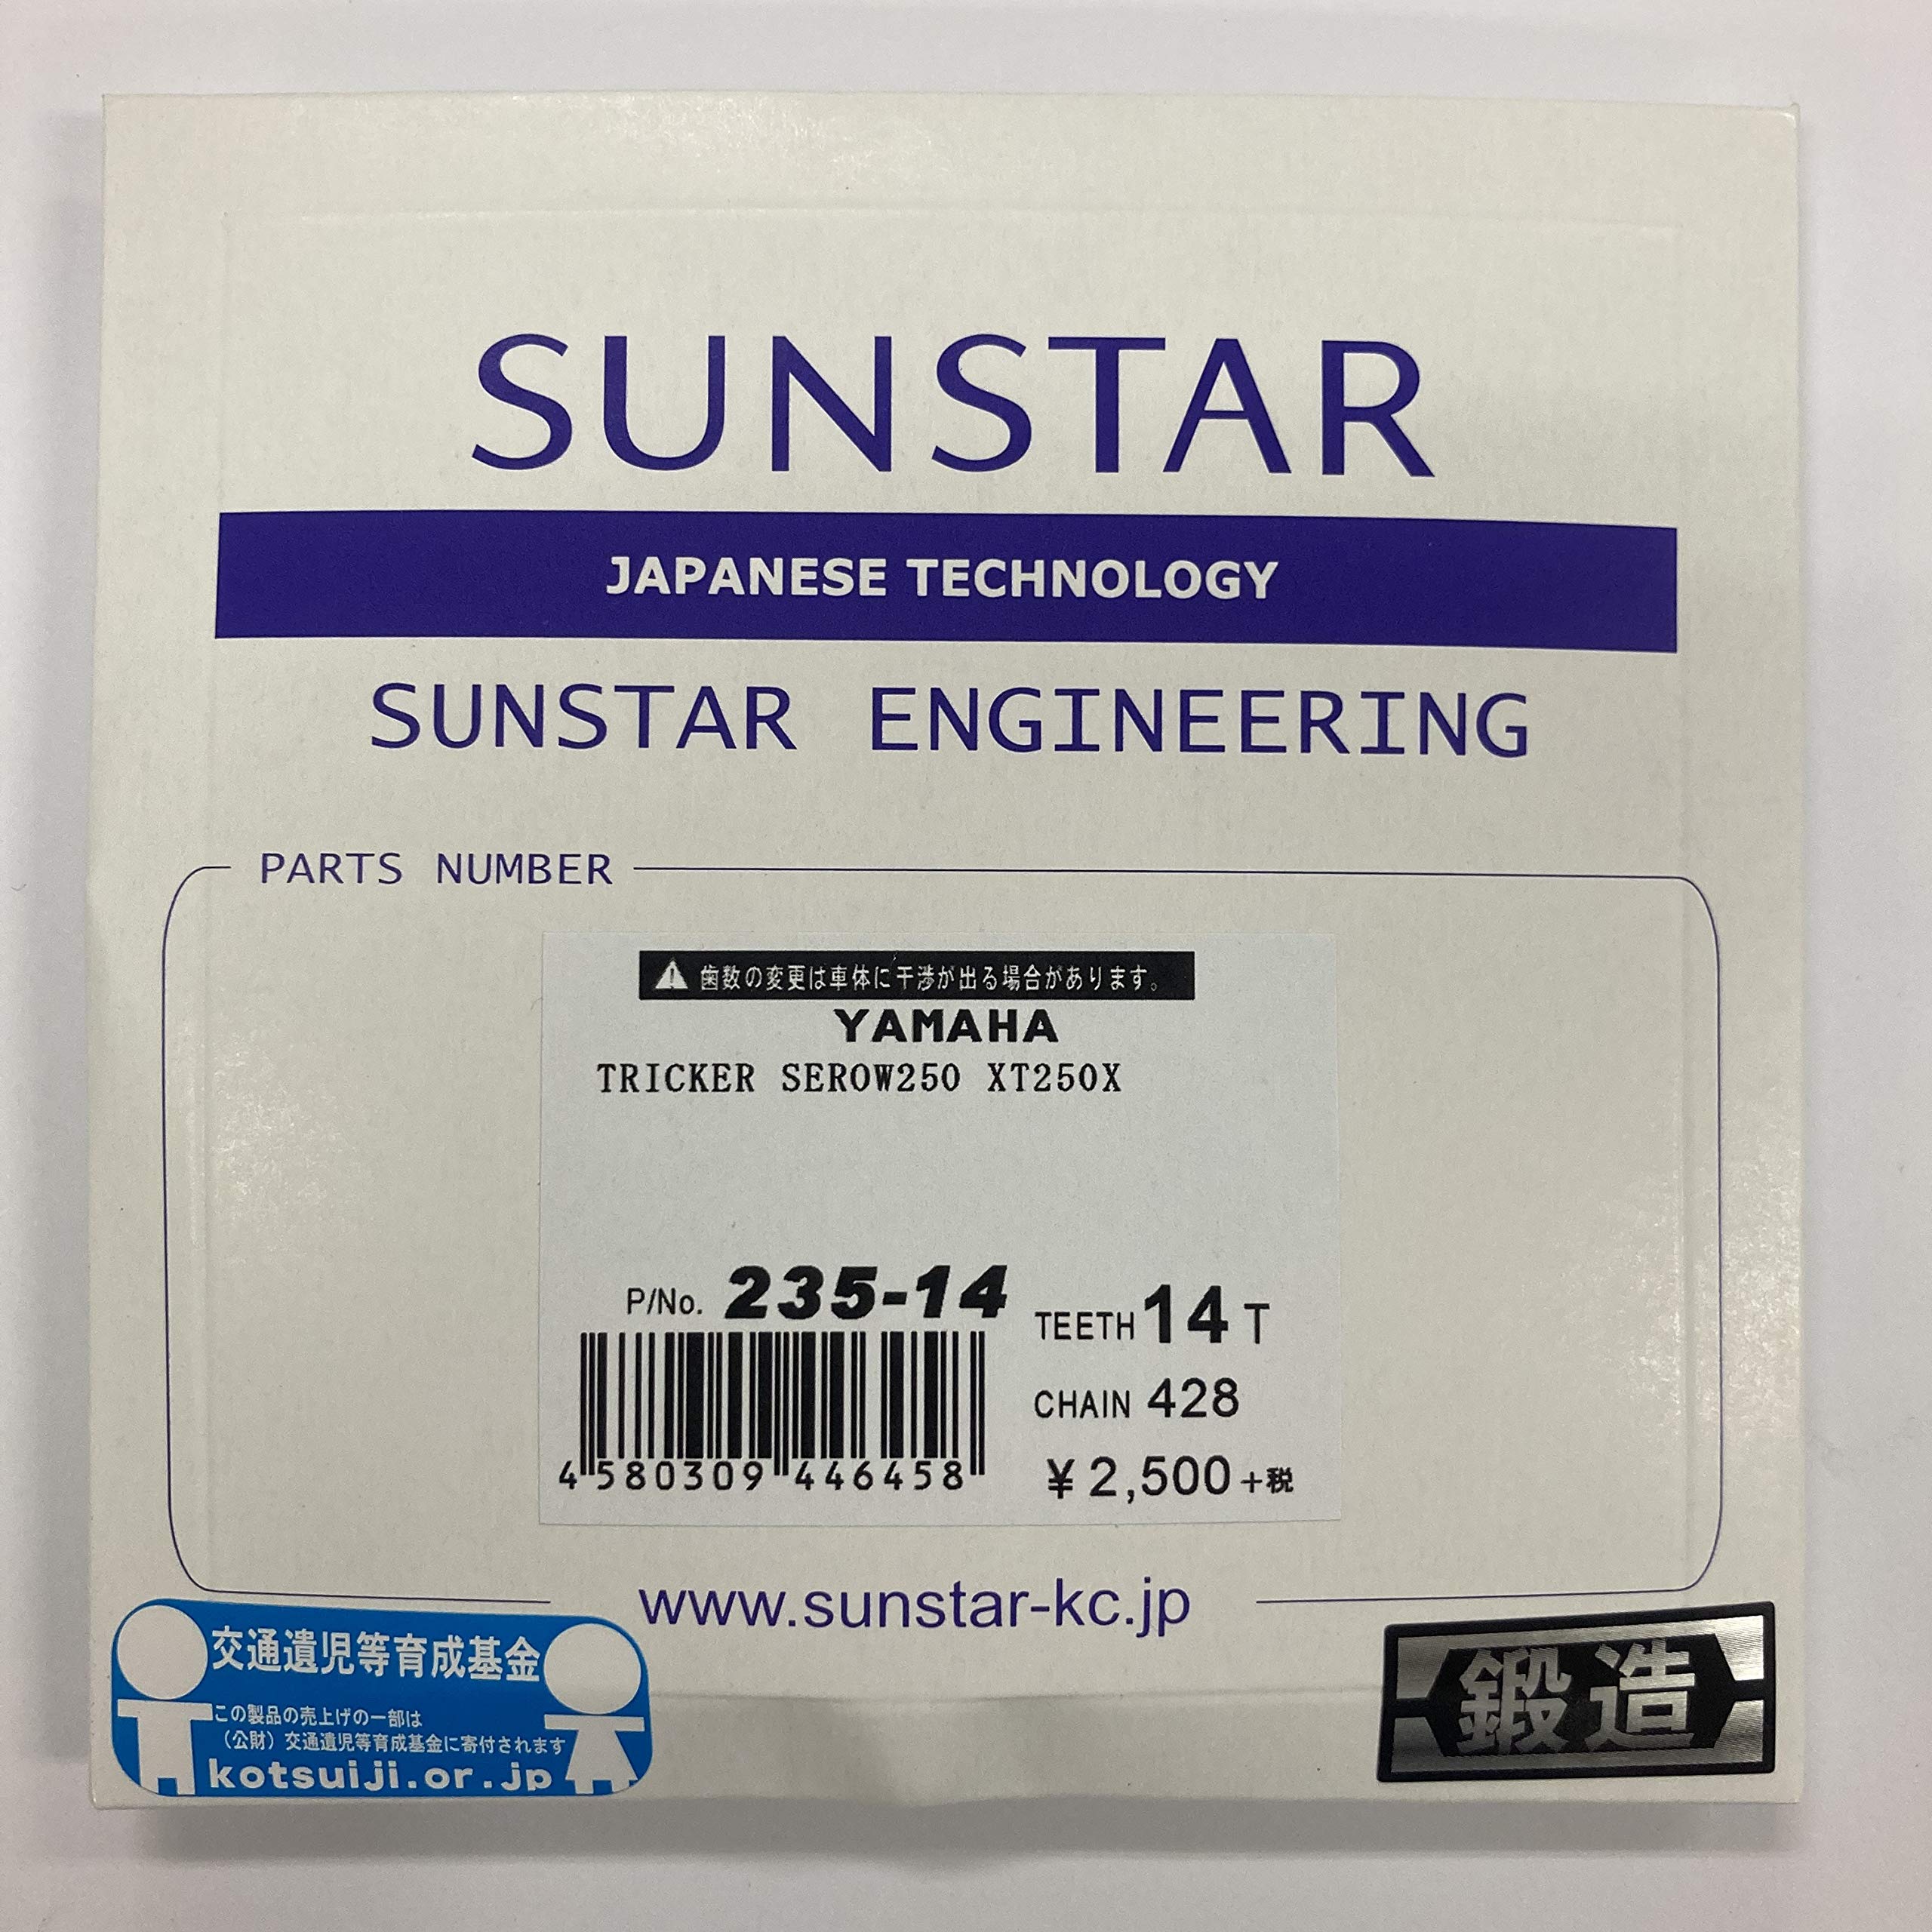 SUNSTAR
JAPANESE TECHNOLOGY
SUNSTAR ENGINEERING
PARTS NUMBER
歯数の変更は車体に干渉が出る場合があります。
YAMAHA
TRICKER SEROW250 XT250X
P/No. 235-14
TEETH 14 T
CHAIN 428
4 580309 446458
¥2,500+税
www.sunstar-kc.jp
交通遺児等育成基金
この製品の売上げの一部は
（公財）交通遺児等育成基金に寄付されます
kotsuiji.or.jp
鍛造